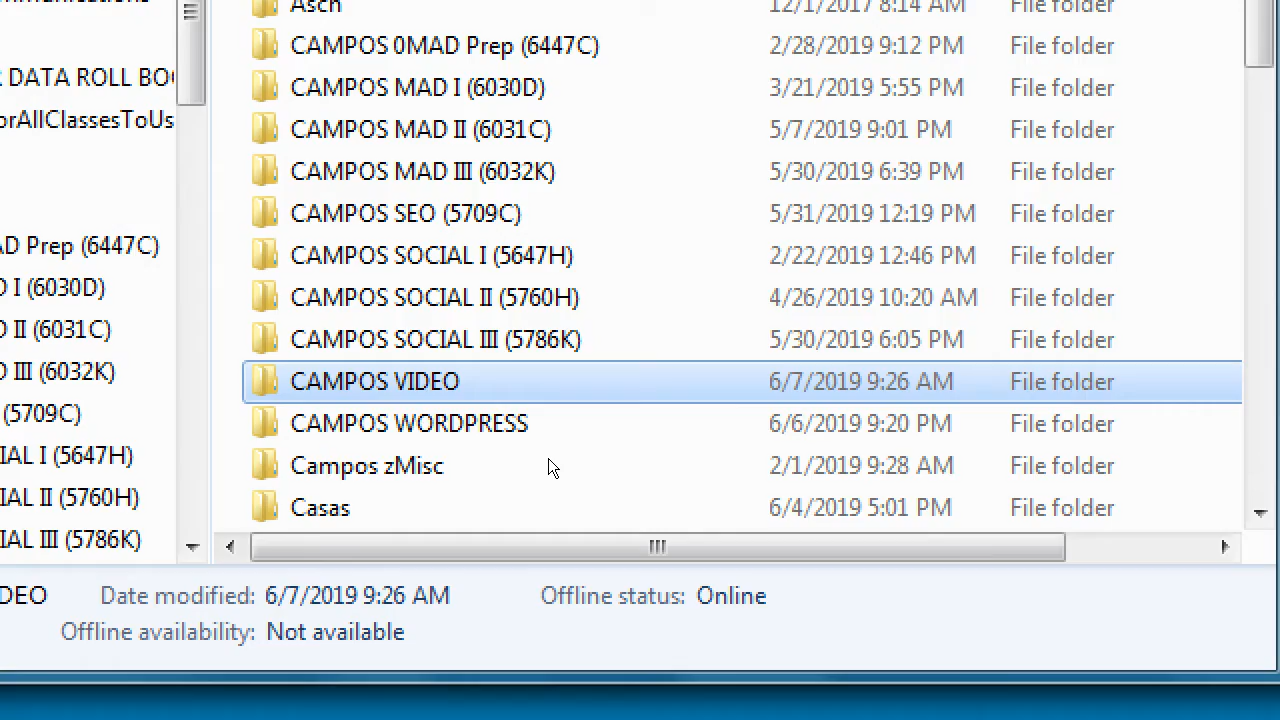 Asch 12/1/2017 8:14 AM File folder
CAMPOS 0MAD Prep (6447C) 2/28/2019 9:12 PM File folder
DATA ROLL BO
CAMPOS MAD I (6030D) 3/21/2019 5:55 PM File folder
orAllClassesToUs
CAMPOS MAD II (6031C) 5/7/2019 9:01 PM File folder
CAMPOS MAD III (6032K) 5/30/2019 6:39 PM File folder
CAMPOS SEO (5709C) 5/31/2019 12:19 PM File folder
AD Prep (6447C)
CAMPOS SOCIAL I (5647H) 2/22/2019 12:46 PM File folder
D I (6030D)
CAMPOS SOCIAL II (5760H) 4/26/2019 10:20 AM File folder
D II (6031C)
CAMPOS SOCIAL III (5786K) 5/30/2019 6:05 PM File folder
D III (6032K)
CAMPOS VIDEO 6/7/2019 9:26 AM File folder
(5709C)
CAMPOS WORDPRESS 6/6/2019 9:20 PM File folder
IAL I (5647H)
Campos zMisc 2/1/2019 9:28 AM File folder
IAL II (5760H)
Casas 6/4/2019 5:01 PM File folder
IAL III (5786K)
DEO Date modified: 6/7/2019 9:26 AM Offline status: Online
Offline availability: Not available